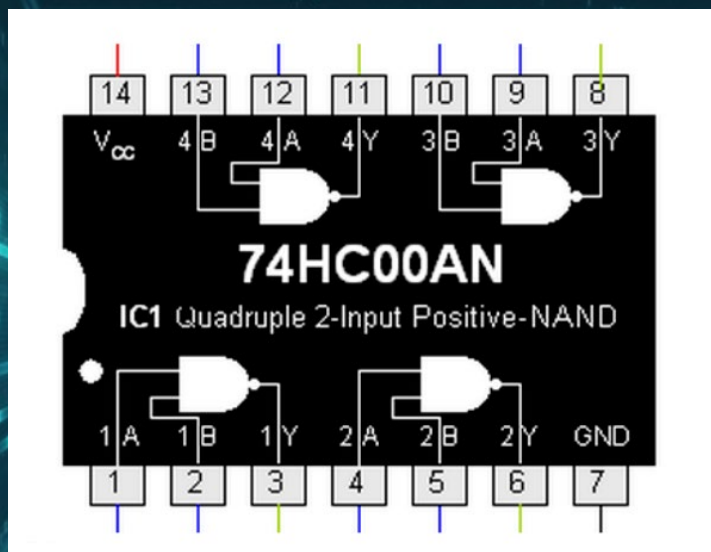 14 13 12 11 10 9 8
Vcc 4B 4A 4Y 3B 3A 3Y
74HC00AN
IC1 Quadruple 2-Input Positive-NAND
1A 1B 1Y 2A 2B 2Y GND
1 2 3 4 5 6 7